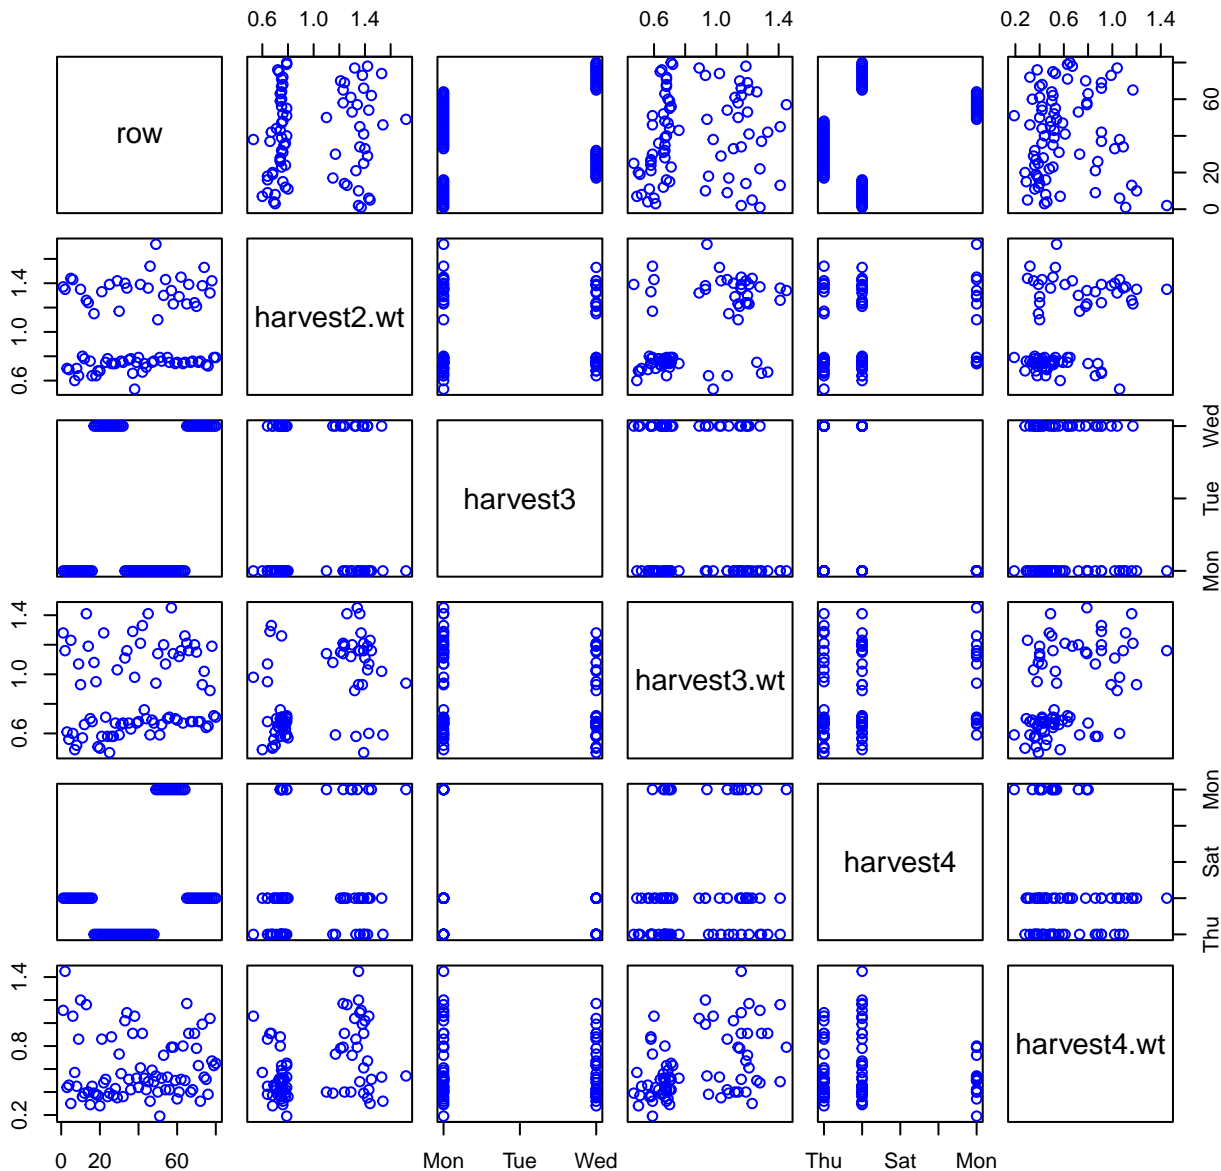 0.6 1.0 1.4 0.6 1.0 1.4 0.2 0.6 1.0 1.4
row 0 20 60
0.6 1.0 1.4 harvest2.wt
harvest3 Mon Tue Wed
0.6 1.0 1.4 harvest3.wt
harvest4 Thu Sat Mon
0.2 0.8 1.4 harvest4.wt
0 20 60 Mon Tue Wed Thu Sat Mon